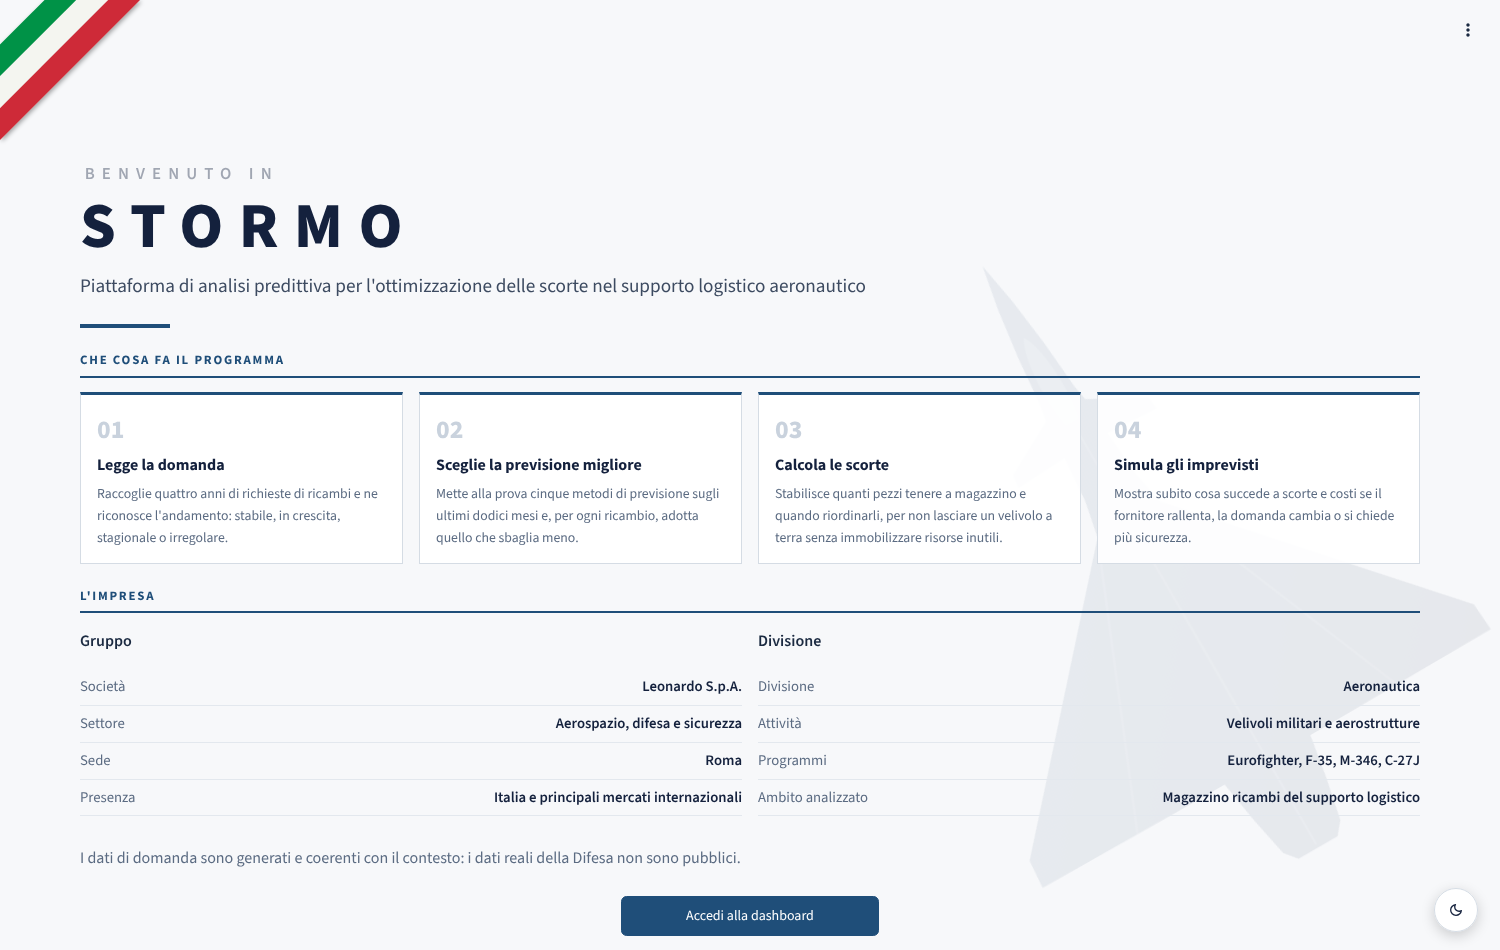 BENVENUTO IN
STORMO
Piattaforma di analisi predittiva per l'ottimizzazione delle scorte nel supporto logistico aeronautico
CHE COSA FA IL PROGRAMMA
01
Legge la domanda
Raccoglie quattro anni di richieste di ricambi e ne
riconosce l'andamento: stabile, in crescita,
stagionale o irregolare.
02
Sceglie la previsione migliore
Mette alla prova cinque metodi di previsione sugli
ultimi dodici mesi e, per ogni ricambio, adotta
quello che sbaglia meno.
03
Calcola le scorte
Stabilisce quanti pezzi tenere a magazzino e
quando riordinarli, per non lasciare un velivolo a
terra senza immobilizzare risorse inutili.
04
Simula gli imprevisti
Mostra subito cosa succede a scorte e costi se il
fornitore rallenta, la domanda cambia o si chiede
più sicurezza.
L'IMPRESA
Gruppo
Società Leonardo S.p.A.
Settore Aerospazio, difesa e sicurezza
Sede Roma
Presenza Italia e principali mercati internazionali
Divisione
Divisione Aeronautica
Attività Velivoli militari e aerostrutture
Programmi Eurofighter, F-35, M-346, C-27J
Ambito analizzato Magazzino ricambi del supporto logistico
I dati di domanda sono generati e coerenti con il contesto: i dati reali della Difesa non sono pubblici.
Accedi alla dashboard